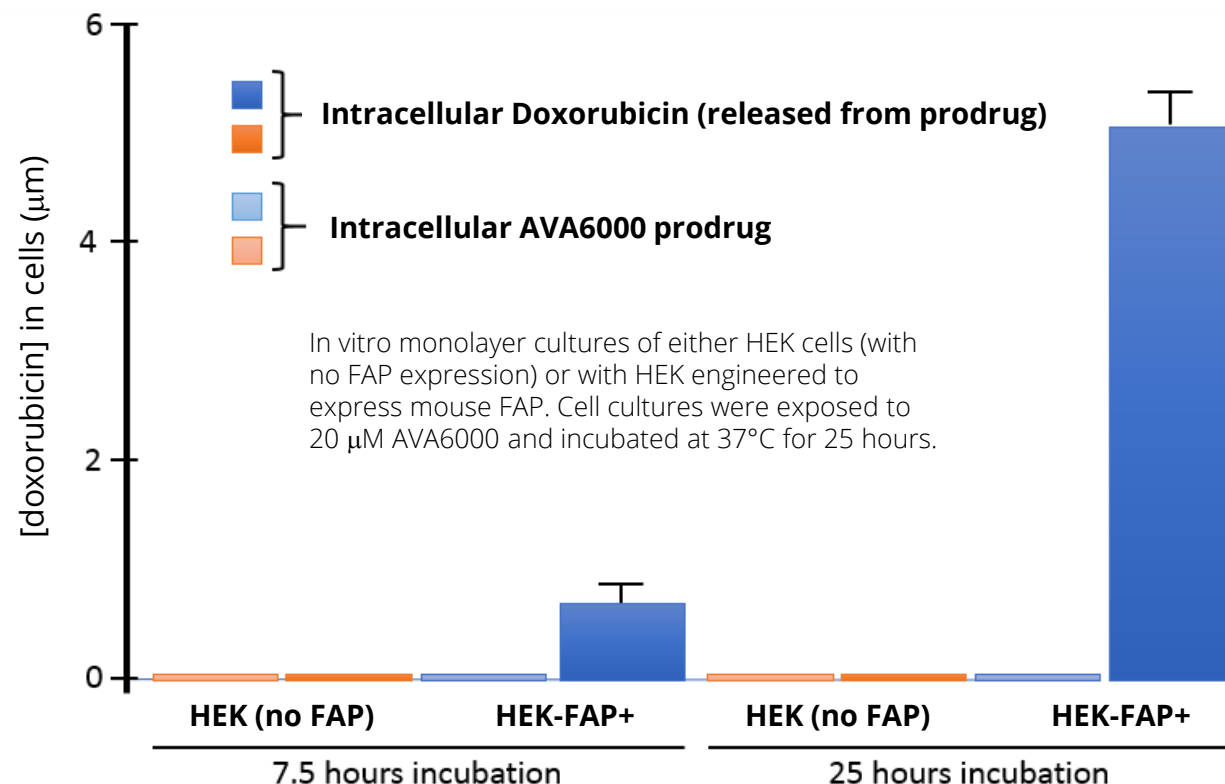 6
4
2
0
[doxorubicin] in cells (μm)
Intracellular Doxorubicin (released from prodrug)
Intracellular AVA6000 prodrug
In vitro monolayer cultures of either HEK cells (with
no FAP expression) or with HEK engineered to
express mouse FAP. Cell cultures were exposed to
20 μM AVA6000 and incubated at 37°C for 25 hours.
HEK (no FAP)
HEK-FAP+
HEK (no FAP)
HEK-FAP+
7.5 hours incubation
25 hours incubation